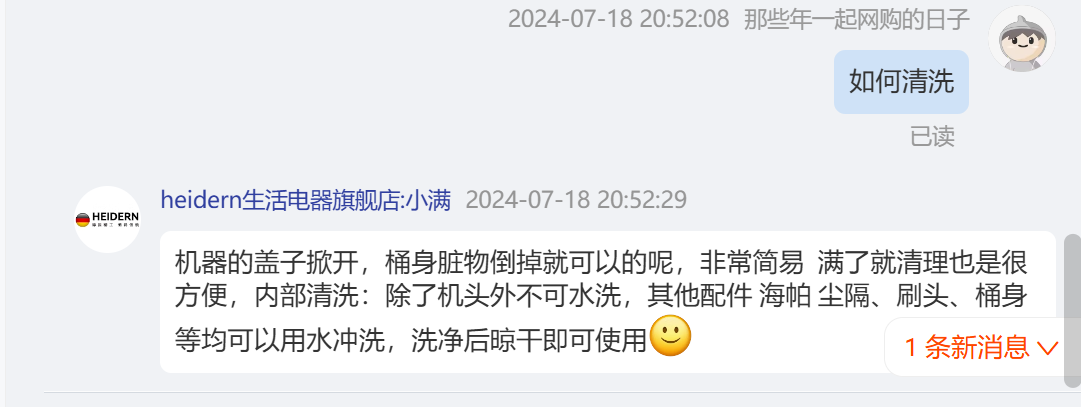 2024-07-18 20:52:08 那些年一起网购的日子
如何清洗
已读
heidern生活电器旗舰店:小满 2024-07-18 20:52:29
HEIDERN
机器的盖子掀开，桶身脏物倒掉就可以的呢，非常简易 满了就清理也是很
方便，内部清洗：除了机头外不可水洗，其他配件 海帕 尘隔、刷头、桶身
等均可以用水冲洗，洗净后晾干即可使用
1 条新消息